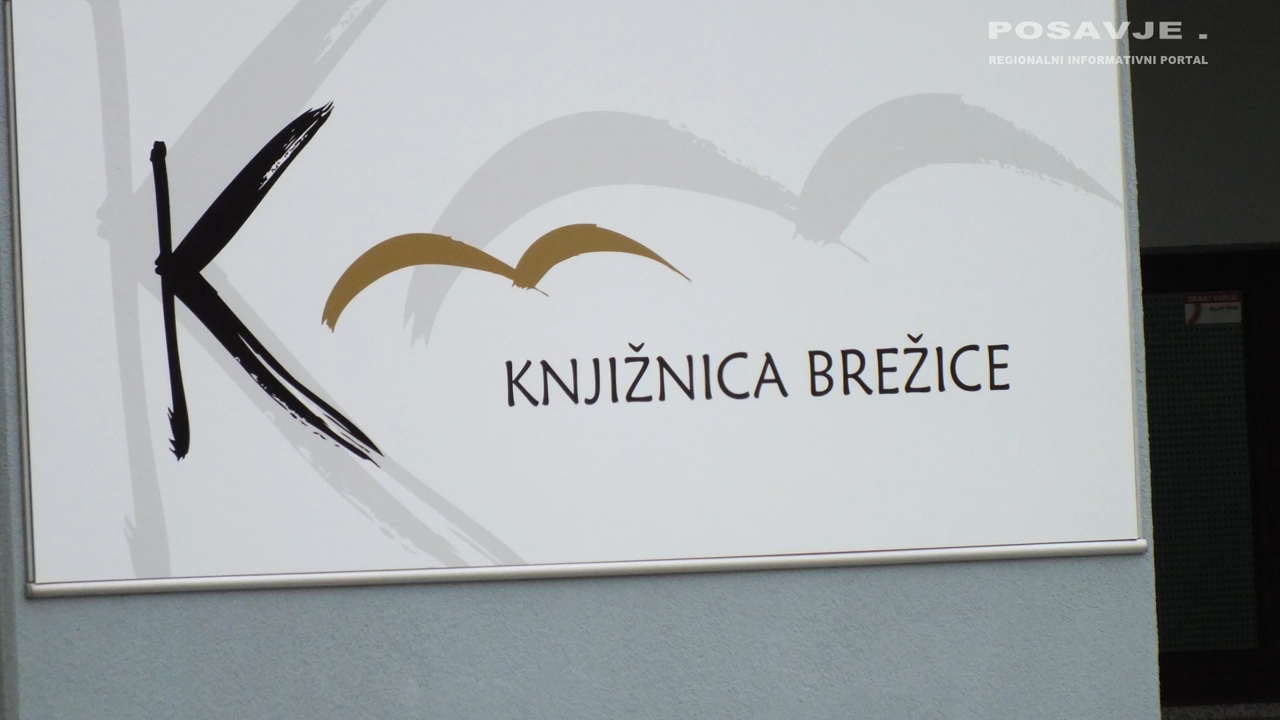 POSAVJE .
REGIONALNI INFORMATIVNI PORTAL
K
KNJIŽNICA BREŽICE